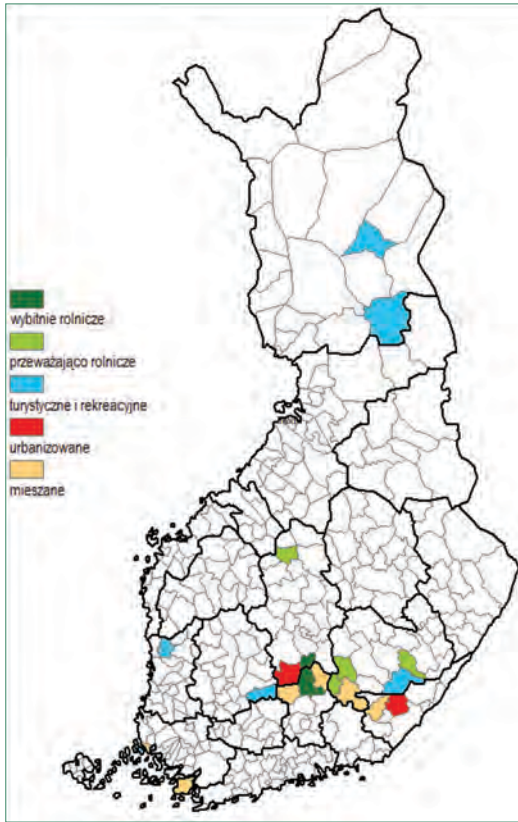 wybitnie rolnicze
przeważająco rolnicze
turystyczne i rekreacyjne
urbanizowane
mieszane